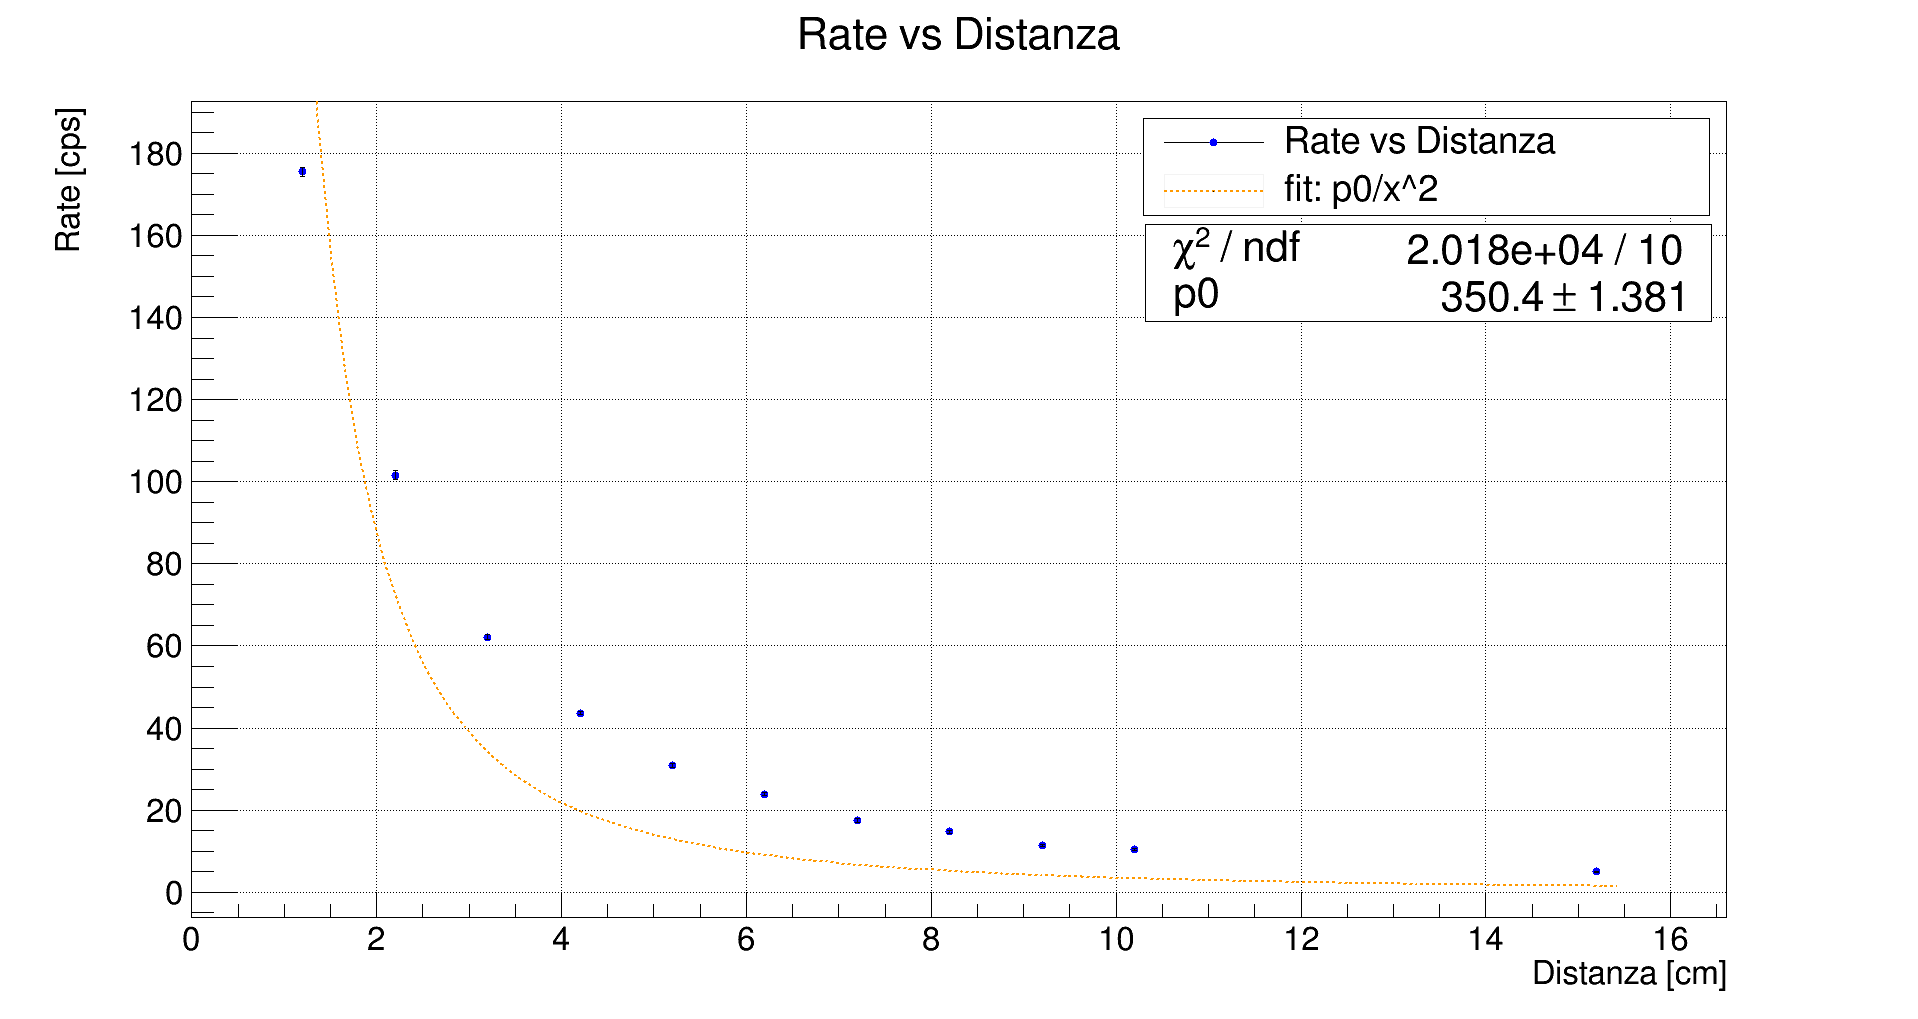 Rate vs Distanza
Rate [cps]
180
160
140
120
100
80
60
40
20
0
Rate vs Distanza
fit: p0/x^2
χ² / ndf 2.018e+04 / 10
p0 350.4 ± 1.381
0 2 4 6 8 10 12 14 16
Distanza [cm]